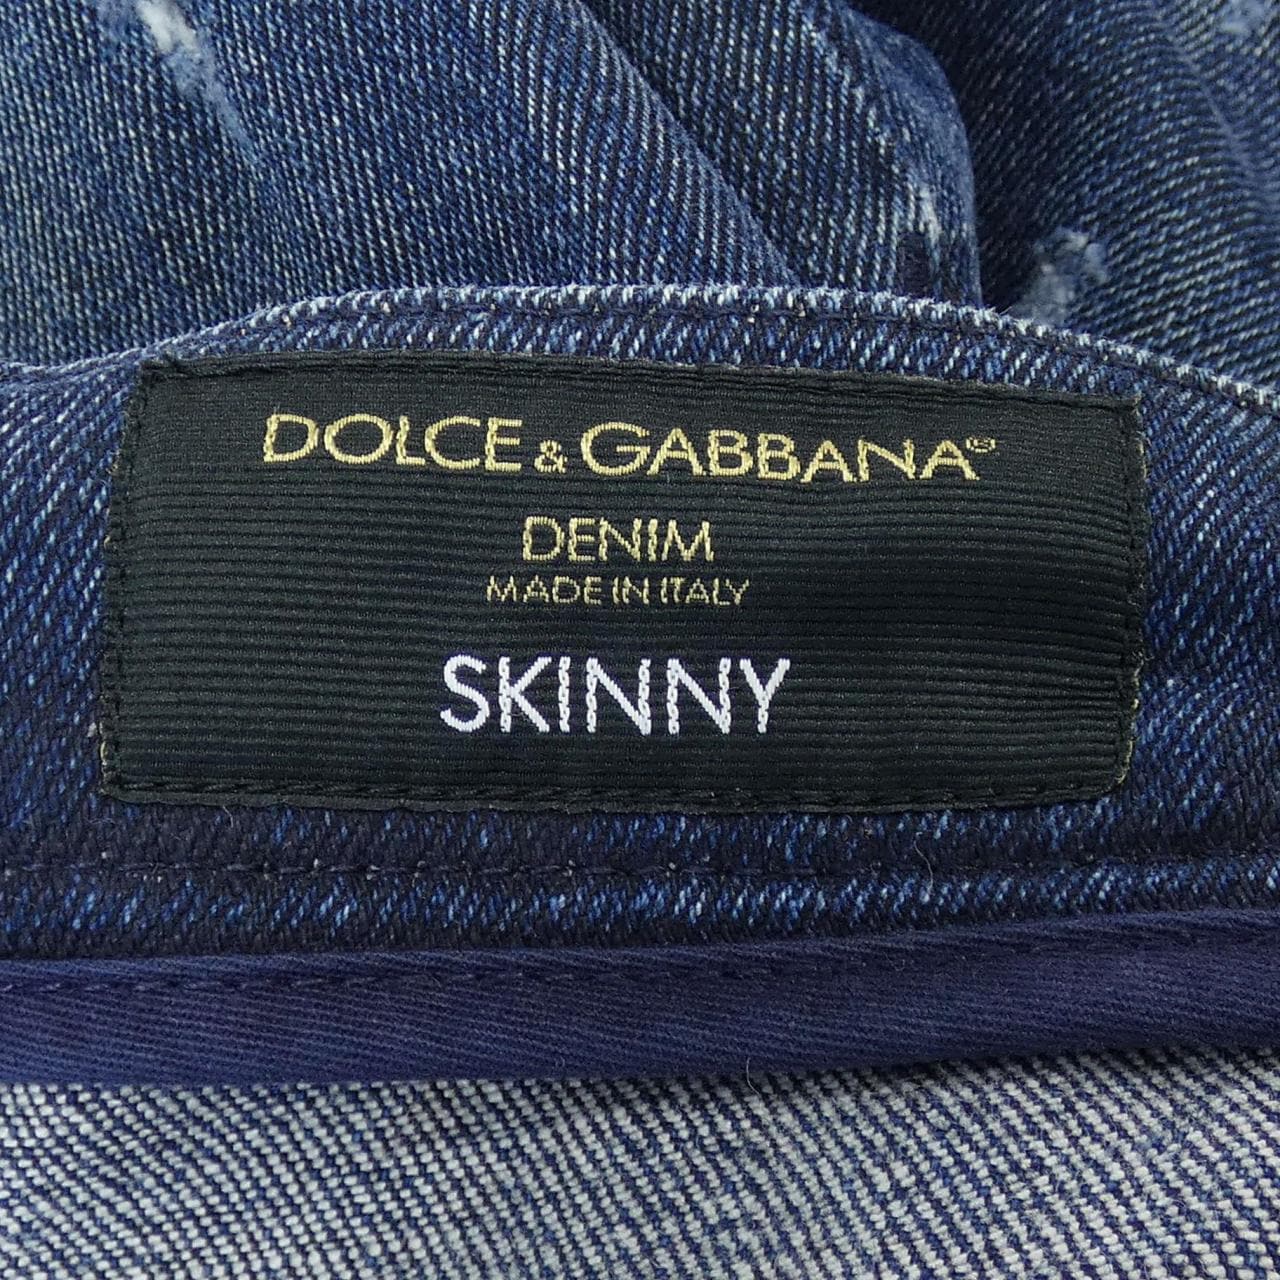 DOLCE & GABBANA®
DENIM
MADE IN ITALY
SKINNY